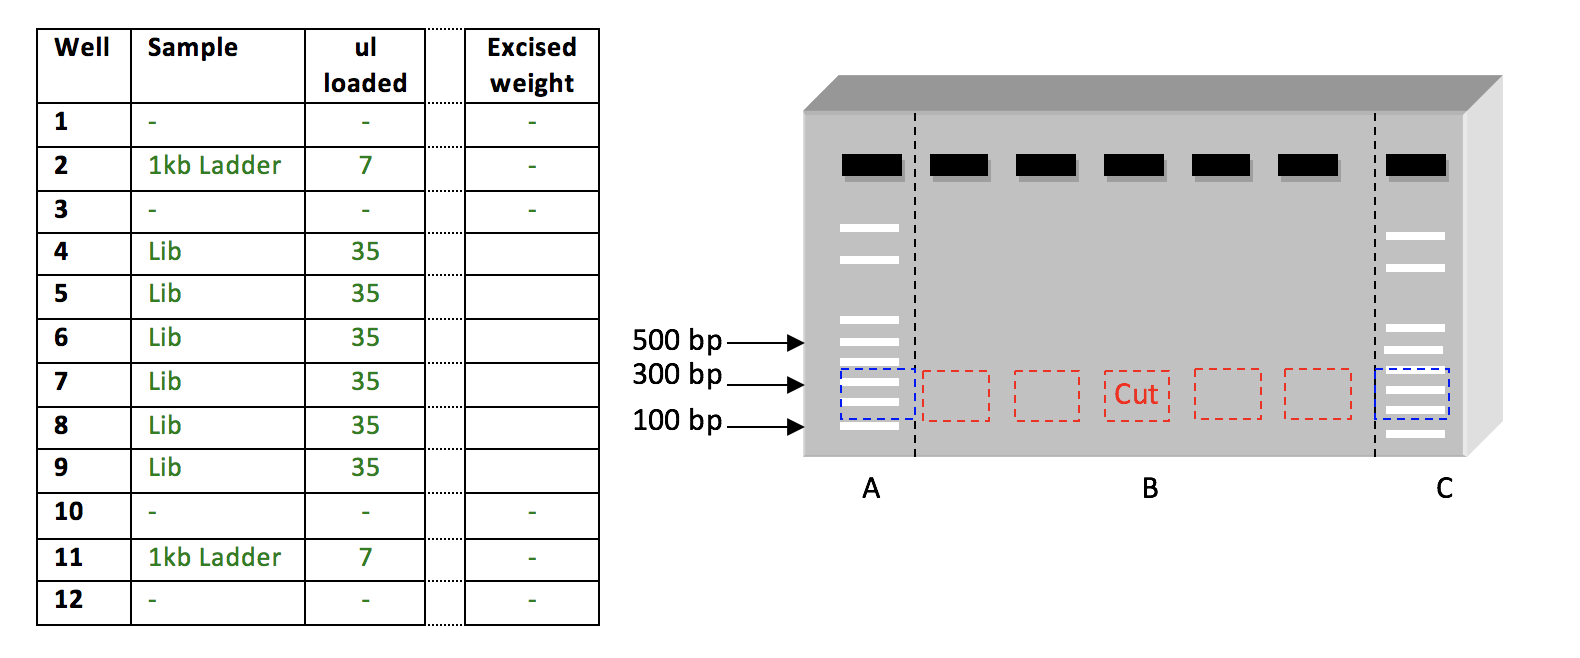 Well Sample ul loaded Excised weight
1 - - -
2 1kb Ladder 7 -
3 - - -
4 Lib 35
5 Lib 35
6 Lib 35
7 Lib 35
8 Lib 35
9 Lib 35
10 - - -
11 1kb Ladder 7 -
12 - - -
500 bp
300 bp
100 bp
Cut
A B C